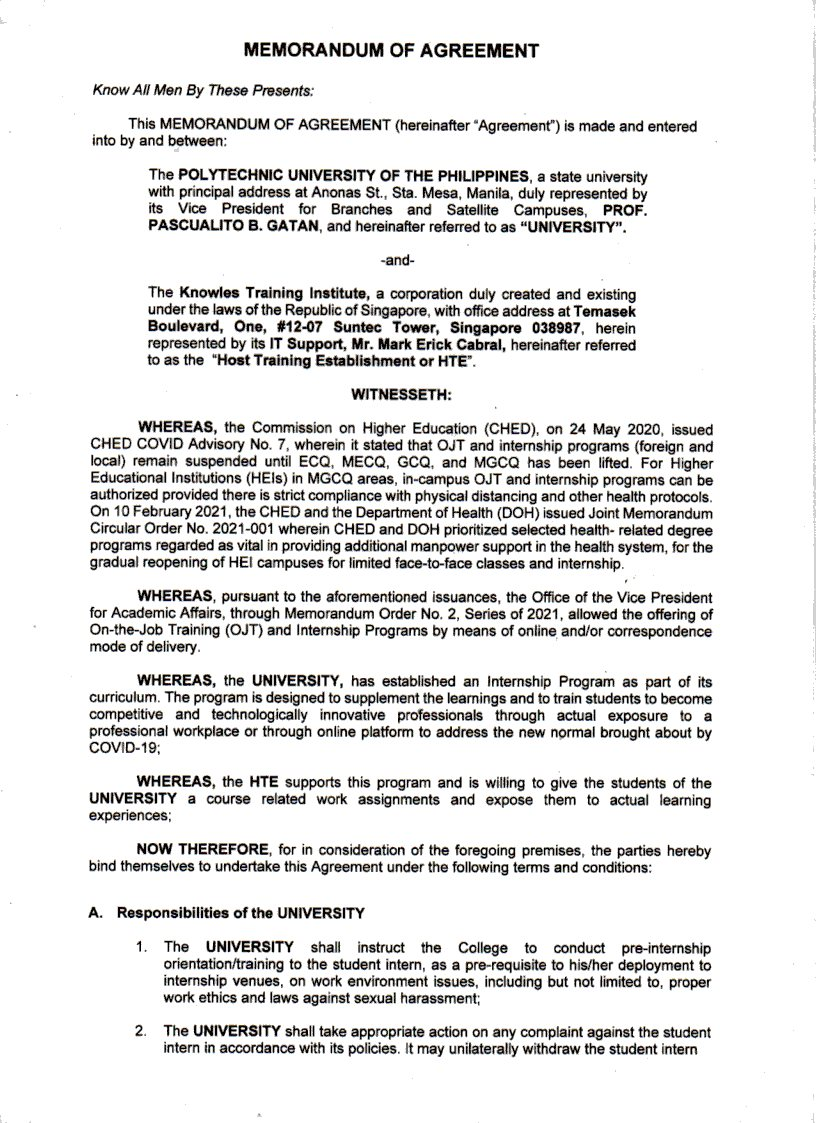 MEMORANDUM OF AGREEMENT
Know All Men By These Presents:
This MEMORANDUM OF AGREEMENT (hereinafter "Agreement") is made and entered
into by and between:
The POLYTECHNIC UNIVERSITY OF THE PHILIPPINES, a state university
with principal address at Anonas St., Sta. Mesa, Manila, duly represented by
its Vice President for Branches and Satellite Campuses, PROF.
PASCUALITO B. GATAN, and hereinafter referred to as "UNIVERSITY".
-and-
The Knowles Training Institute, a corporation duly created and existing
under the laws of the Republic of Singapore, with office address at Temasek
Boulevard, One, #12-07 Suntec Tower, Singapore 038987, herein
represented by its IT Support, Mr. Mark Erick Cabral, hereinafter referred
to as the "Host Training Establishment or HTE".
WITNESSETH:
WHEREAS, the Commission on Higher Education (CHED), on 24 May 2020, issued
CHED COVID Advisory No. 7, wherein it stated that OJT and internship programs (foreign and
local) remain suspended until ECQ, MECQ, GCQ, and MGCQ has been lifted. For Higher
Educational Institutions (HEIs) in MGCQ areas, in-campus OJT and internship programs can be
authorized provided there is strict compliance with physical distancing and other health protocols.
On 10 February 2021, the CHED and the Department of Health (DOH) issued Joint Memorandum
Circular Order No. 2021-001 wherein CHED and DOH prioritized selected health- related degree
programs regarded as vital in providing additional manpower support in the health system, for the
gradual reopening of HEI campuses for limited face-to-face classes and internship.
WHEREAS, pursuant to the aforementioned issuances, the Office of the Vice President
for Academic Affairs, through Memorandum Order No. 2, Series of 2021, allowed the offering of
On-the-Job Training (OJT) and Internship Programs by means of online and/or correspondence
mode of delivery.
WHEREAS, the UNIVERSITY, has established an Internship Program as part of its
curriculum. The program is designed to supplement the learnings and to train students to become
competitive and technologically innovative professionals through actual exposure to a
professional workplace or through online platform to address the new normal brought about by
COVID-19;
WHEREAS, the HTE supports this program and is willing to give the students of the
UNIVERSITY a course related work assignments and expose them to actual learning
experiences;
NOW THEREFORE, for in consideration of the foregoing premises, the parties hereby
bind themselves to undertake this Agreement under the following terms and conditions:
A. Responsibilities of the UNIVERSITY
1. The UNIVERSITY shall instruct the College to conduct pre-internship
orientation/training to the student intern, as a pre-requisite to his/her deployment to
internship venues, on work environment issues, including but not limited to, proper
work ethics and laws against sexual harassment;
2. The UNIVERSITY shall take appropriate action on any complaint against the student
intern in accordance with its policies. It may unilaterally withdraw the student intern